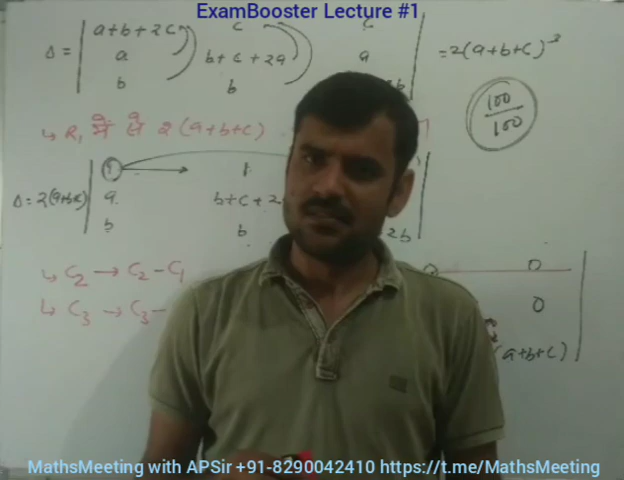 ExamBooster Lecture #1
a+b+2c c c
Δ = a b+c+2a a = 2(a+b+c)³
b b
↳ R₁ में से 2(a+b+c)
100
100
1 1
Δ = 2(a+b+c) a b+c+2
b b 2b
↳ C₂ → C₂ - C₁ 0 0
↳ C₃ → C₃ - 0
(a+b+c)
MathsMeeting with APSir +91-8290042410 https://t.me/MathsMeeting